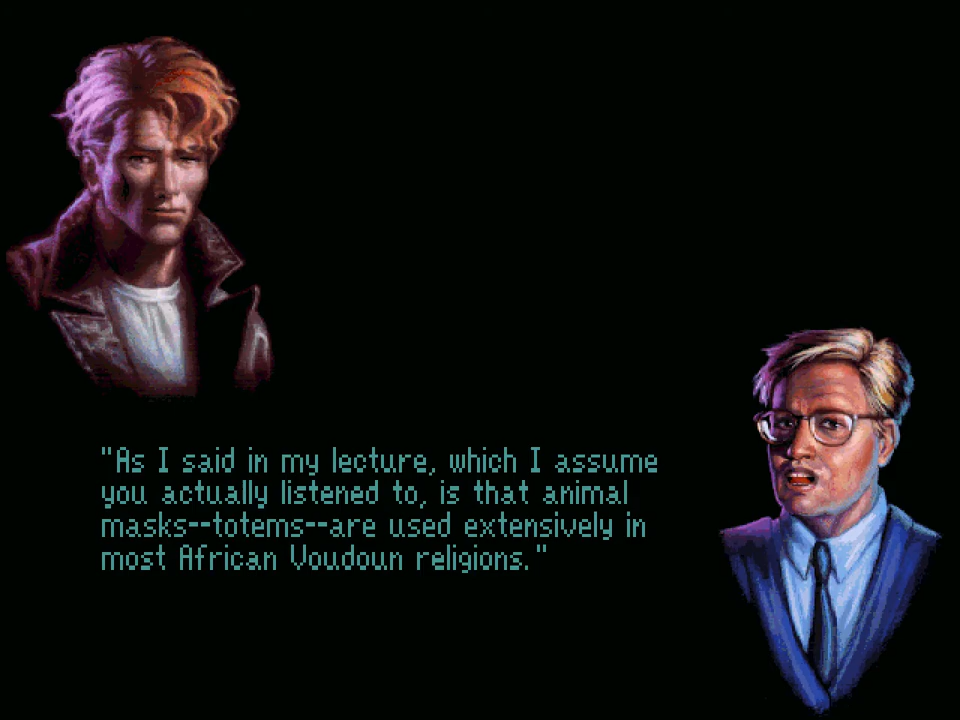 "As I said in my lecture, which I assume
you actually listened to, is that animal
masks--totems--are used extensively in
most African Voudoun religions."